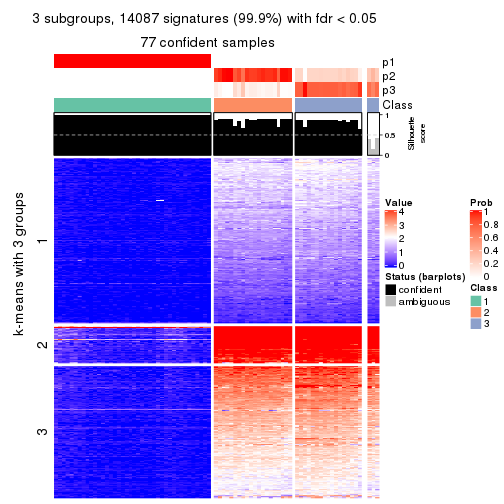 3 subgroups, 14087 signatures (99.9%) with fdr < 0.05
77 confident samples
p1
p2
p3
Class
1
0.5
0
Silhouette
score
k-means with 3 groups
1
2
3
Value
4
3
2
1
0
Status (barplots)
confident
ambiguous
Prob
1
0.8
0.6
0.4
0.2
0
Class
1
2
3